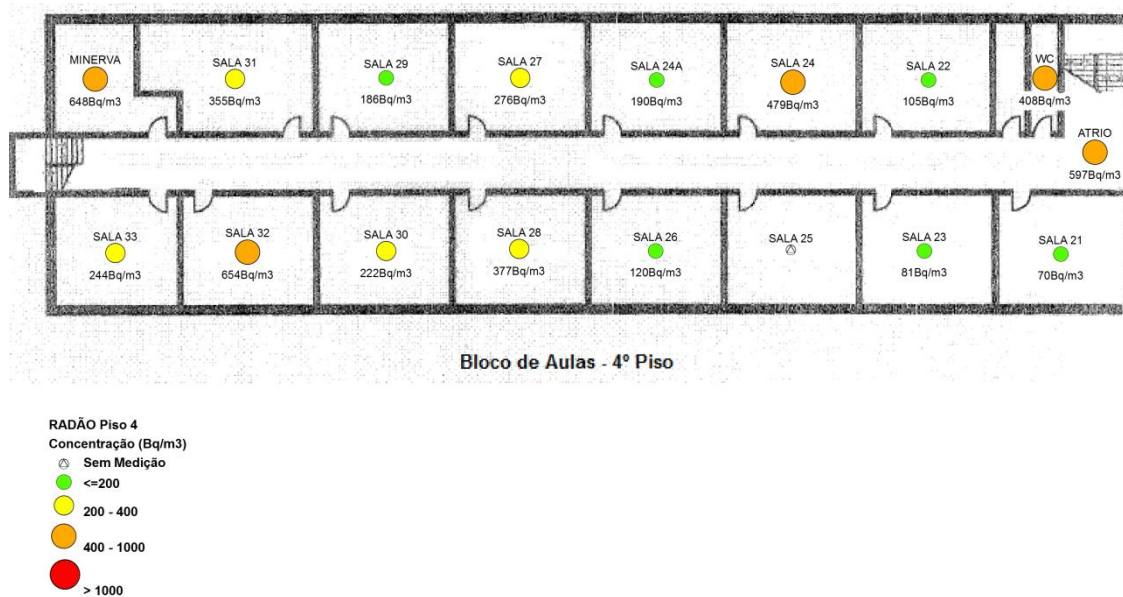 MINERVA
648Bq/m3
SALA 31
355Bq/m3
SALA 29
186Bq/m3
SALA 27
276Bq/m3
SALA 24A
190Bq/m3
SALA 24
479Bq/m3
SALA 22
105Bq/m3
WC
408Bq/m3
ATRIO
597Bq/m3
SALA 33
244Bq/m3
SALA 32
654Bq/m3
SALA 30
222Bq/m3
SALA 28
377Bq/m3
SALA 26
120Bq/m3
SALA 25
SALA 23
81Bq/m3
SALA 21
70Bq/m3
Bloco de Aulas - 4º Piso
RADÃO Piso 4
Concentração (Bq/m3)
Sem Medição
<=200
200 - 400
400 - 1000
> 1000